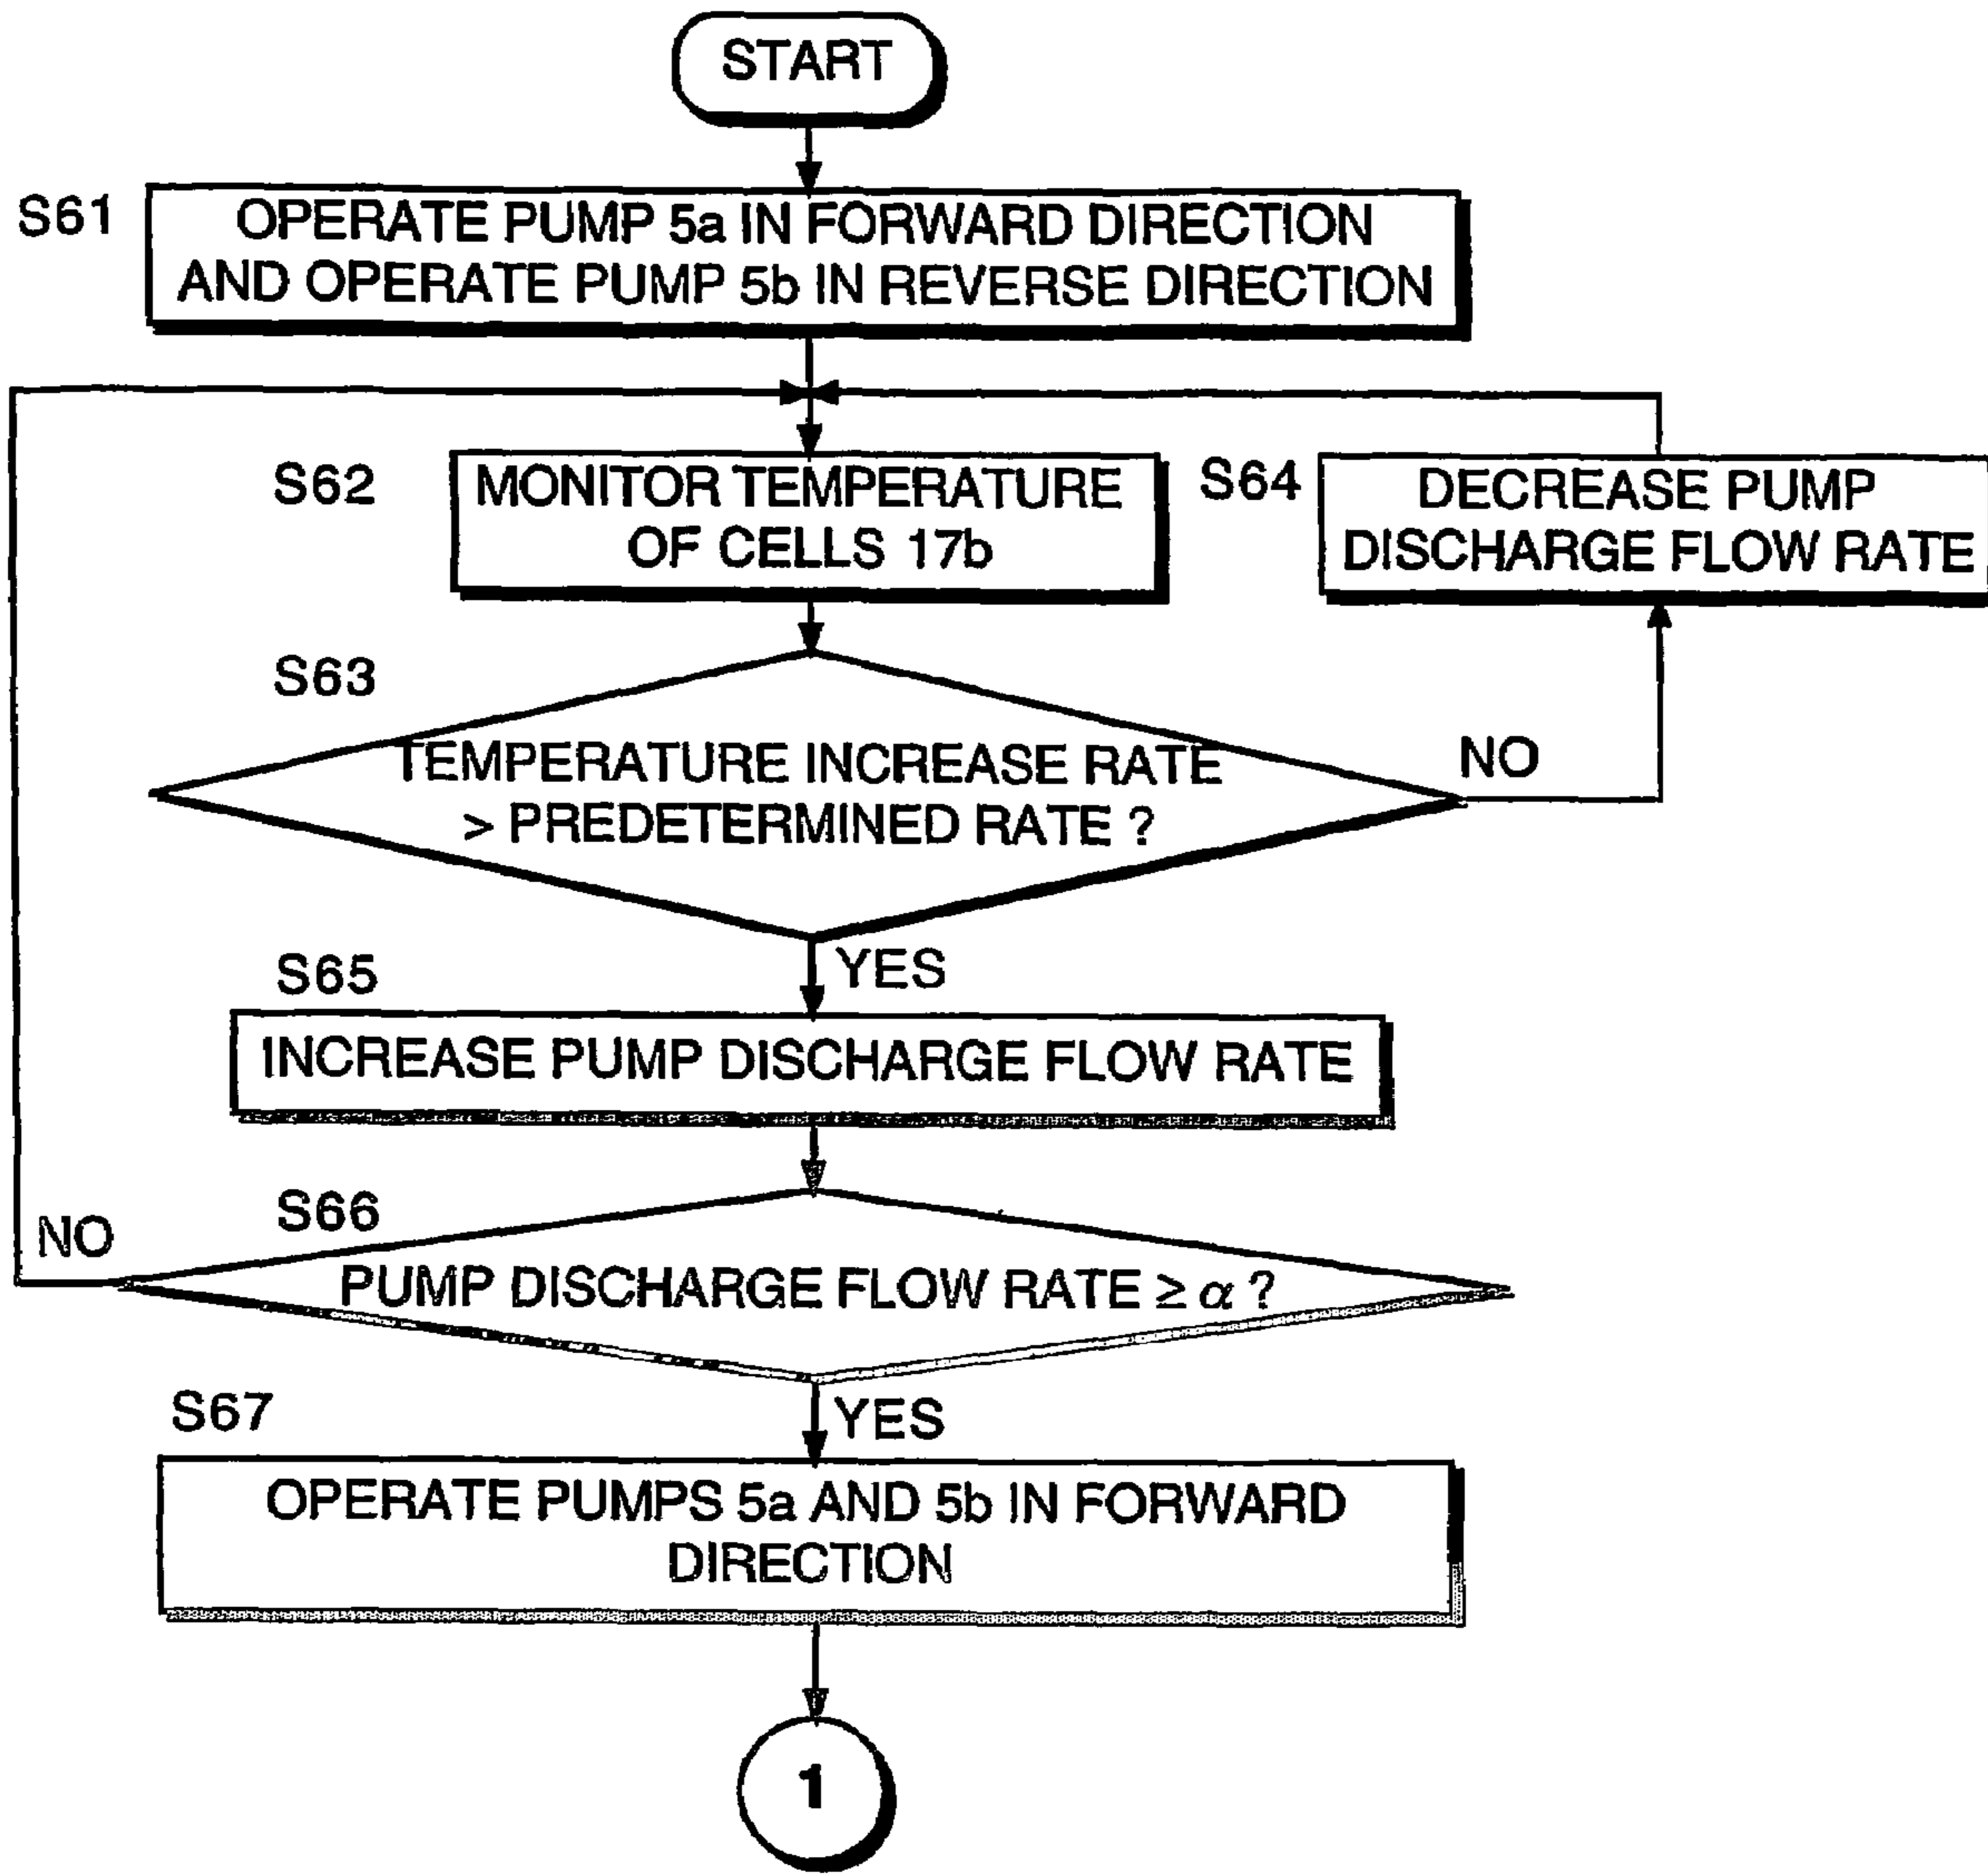 START
S61
OPERATE PUMP 5a IN FORWARD DIRECTION
AND OPERATE PUMP 5b IN REVERSE DIRECTION
S62
MONITOR TEMPERATURE
OF CELLS 17b
S64
DECREASE PUMP
DISCHARGE FLOW RATE
S63
TEMPERATURE INCREASE RATE
> PREDETERMINED RATE ?
NO
YES
S65
INCREASE PUMP DISCHARGE FLOW RATE
S66
NO
PUMP DISCHARGE FLOW RATE ≥ α ?
YES
S67
OPERATE PUMPS 5a AND 5b IN FORWARD
DIRECTION
1